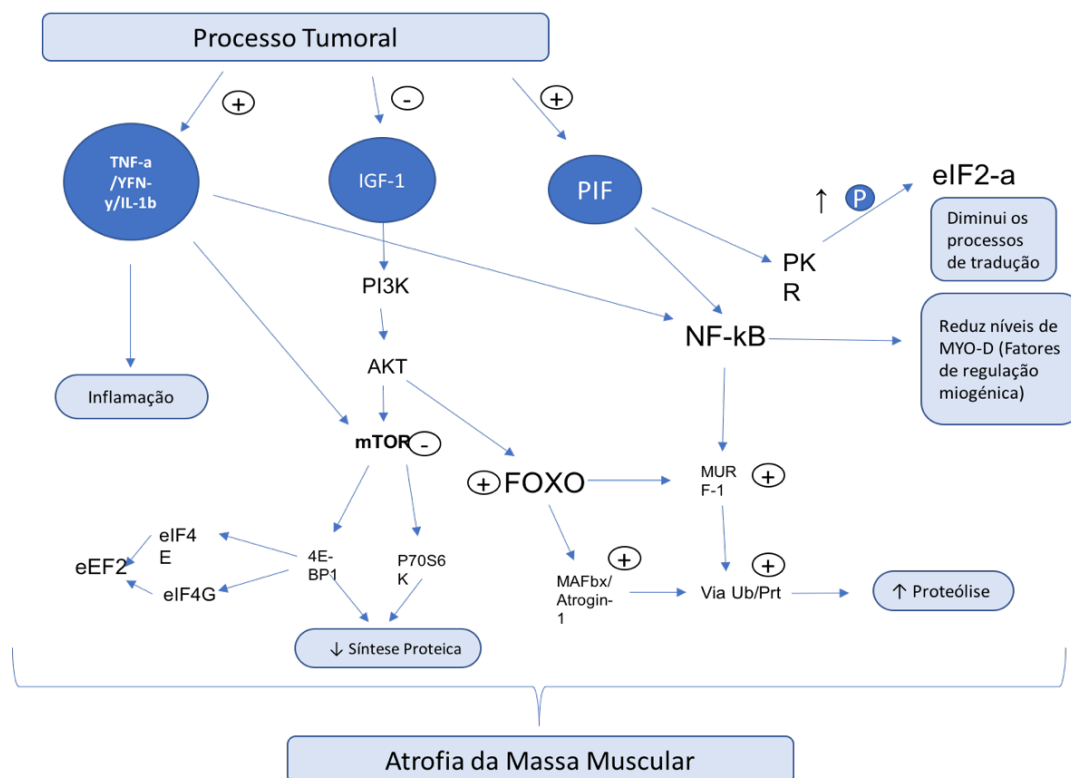 Processo Tumoral
+
-
+
TNF-a
/YFN-
y/IL-1b
IGF-1
PIF
↑
P
eIF2-a
Diminui os
processos
de tradução
PK
R
PI3K
NF-kB
Reduz níveis de
MYO-D (Fatores
de regulação
miogénica)
AKT
Inflamação
mTOR
-
+
FOXO
MUR
F-1
+
eIF4
E
eEF2
eIF4G
4E-
BP1
P70S6
K
+
MAFbx/
Atrogin-
1
+
Via Ub/Prt
↑ Proteólise
↓ Síntese Proteica
Atrofia da Massa Muscular